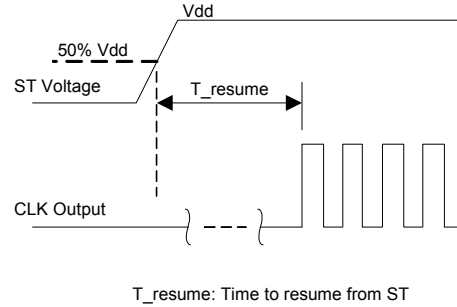 Vdd
50% Vdd
ST Voltage
T_resume
CLK Output
T_resume: Time to resume from ST